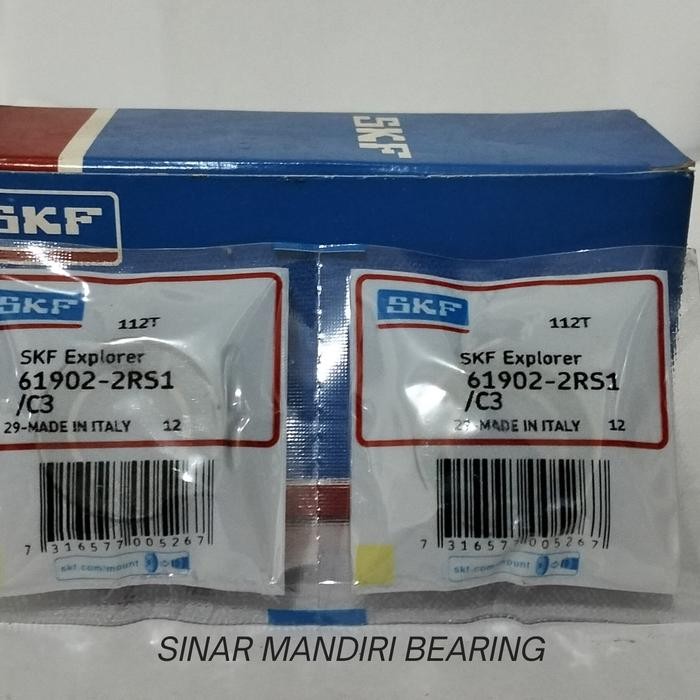 SKF
SKF
SKF
112T
SKF Explorer
61902-2RS1
/C3
29-MADE IN ITALY 12
7 316577 005267
skf.com/mount
SKF
112T
SKF Explorer
61902-2RS1
/C3
29-MADE IN ITALY 12
7 316577 005267
skf.com/mount
SINAR MANDIRI BEARING